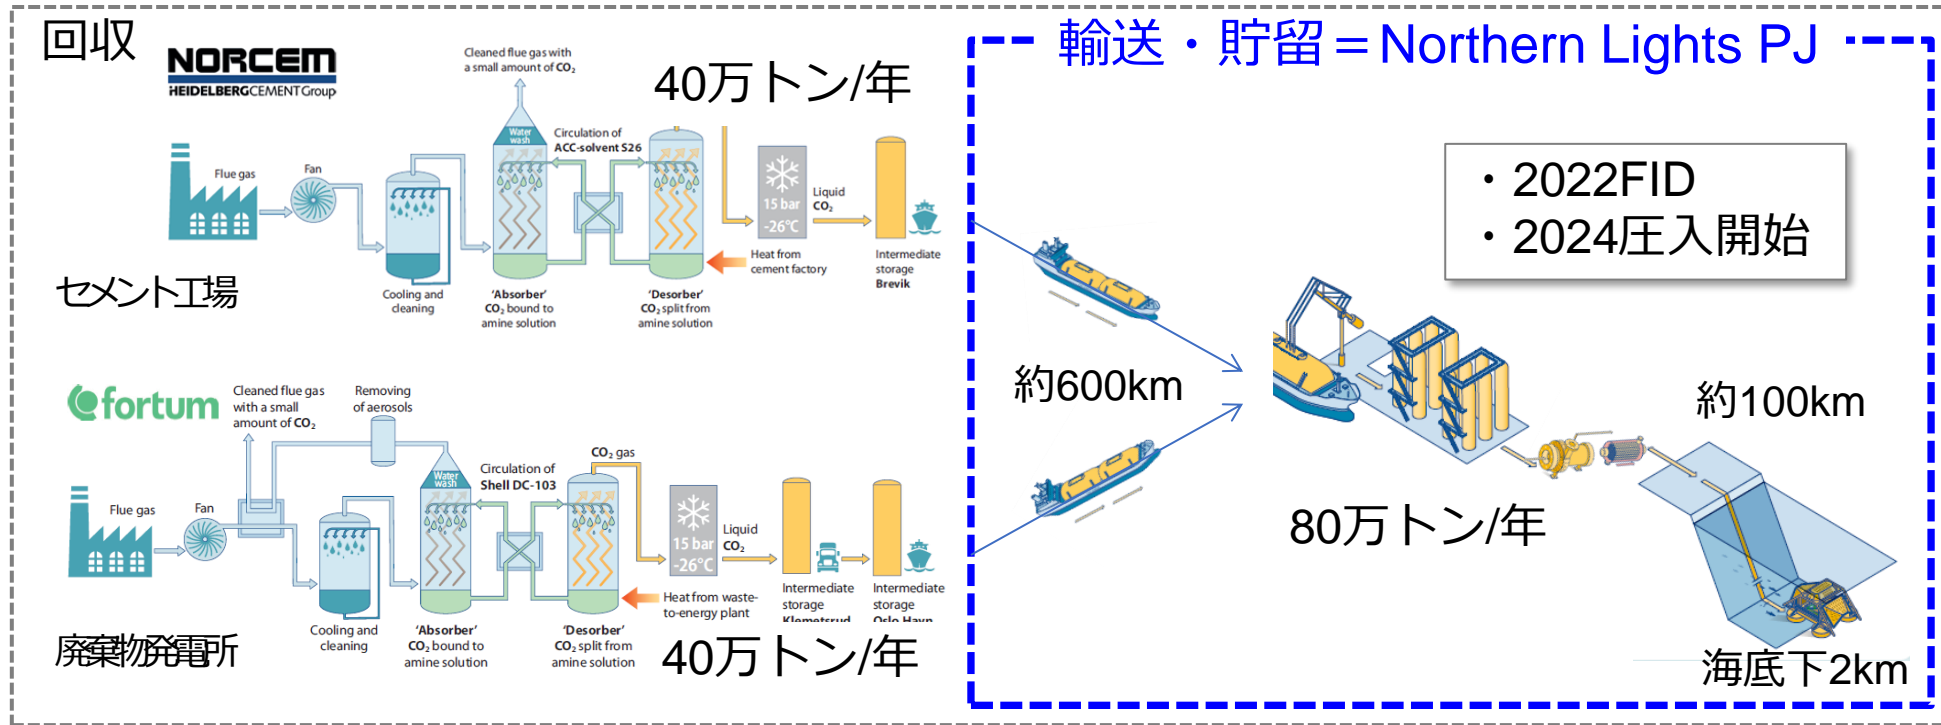 回収
NORCEM
HEIDELBERGCEMENT Group
Cleaned flue gas with
a small amount of CO₂
40万トン/年
Water
wash
Circulation of
ACC-solvent S26
Flue gas
Fan
15 bar
-26°C
Liquid
CO₂
Heat from
cement factory
Intermediate
storage
Brevik
セメント工場
Cooling and
cleaning
‘Absorber’
CO₂ bound to
amine solution
‘Desorber’
CO₂ split from
amine solution
fortum
Cleaned flue gas
with a small
amount of CO₂
Removing
of aerosols
Water
wash
Circulation of
Shell DC-103
CO₂ gas
Flue gas
Fan
15 bar
-26°C
Liquid
CO₂
Heat from waste-
to-energy plant
Intermediate
storage
Klemetsrud
Intermediate
storage
Oslo Havn
廃棄物発電所
Cooling and
cleaning
‘Absorber’
CO₂ bound to
amine solution
‘Desorber’
CO₂ split from
amine solution
40万トン/年
輸送・貯留＝Northern Lights PJ
・2022FID
・2024圧入開始
約600km
約100km
80万トン/年
海底下2km